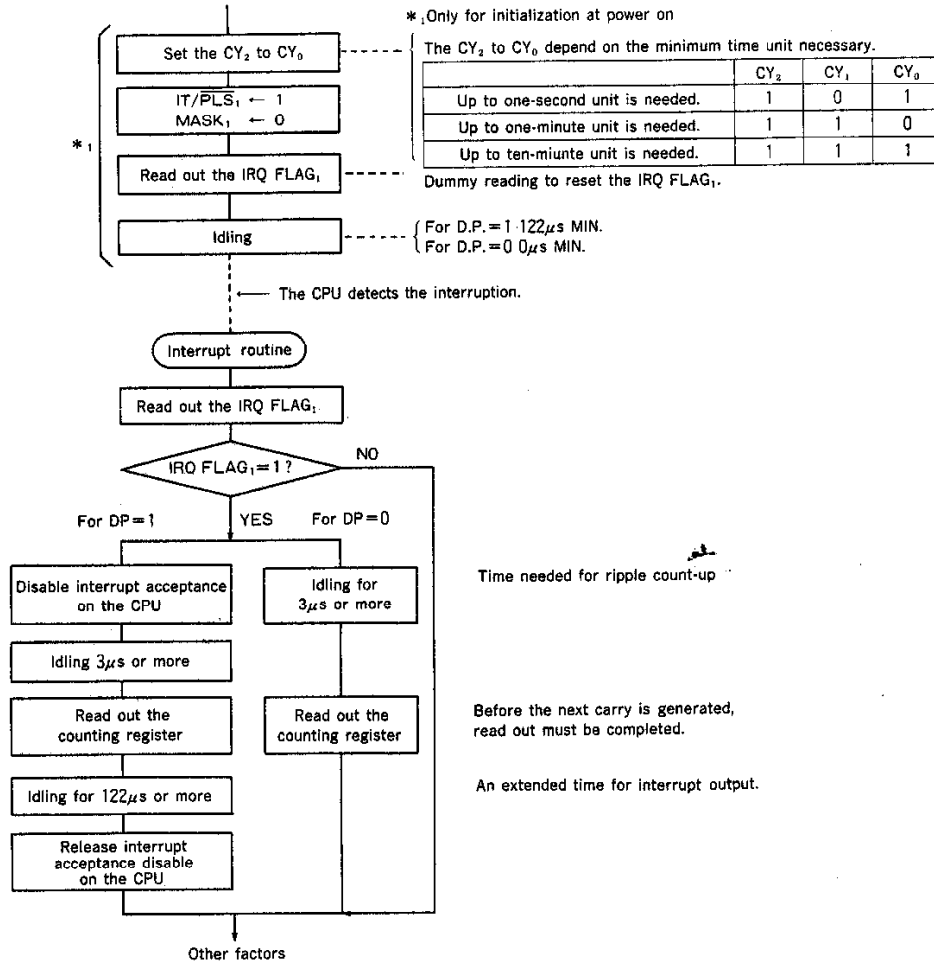 *₁Only for initialization at power on
Set the CY₂ to CY₀
The CY₂ to CY₀ depend on the minimum time unit necessary.
CY₂ CY₁ CY₀
Up to one-second unit is needed. 1 0 1
Up to one-minute unit is needed. 1 1 0
Up to ten-miunte unit is needed. 1 1 1
IT/P̅L̅S̅₁ ← 1
MASK₁ ← 0
*₁
Read out the IRQ FLAG₁
Dummy reading to reset the IRQ FLAG₁.
Idling
For D.P.=1 122μs MIN.
For D.P.=0 0μs MIN.
← The CPU detects the interruption.
Interrupt routine
Read out the IRQ FLAG₁
IRQ FLAG₁=1?
NO
For DP=1
YES
For DP=0
Disable interrupt acceptance
on the CPU
Idling for
3μs or more
Time needed for ripple count-up
Idling 3μs or more
Read out the
counting register
Read out the
counting register
Before the next carry is generated,
read out must be completed.
Idling for 122μs or more
An extended time for interrupt output.
Release interrupt
acceptance disable
on the CPU
Other factors